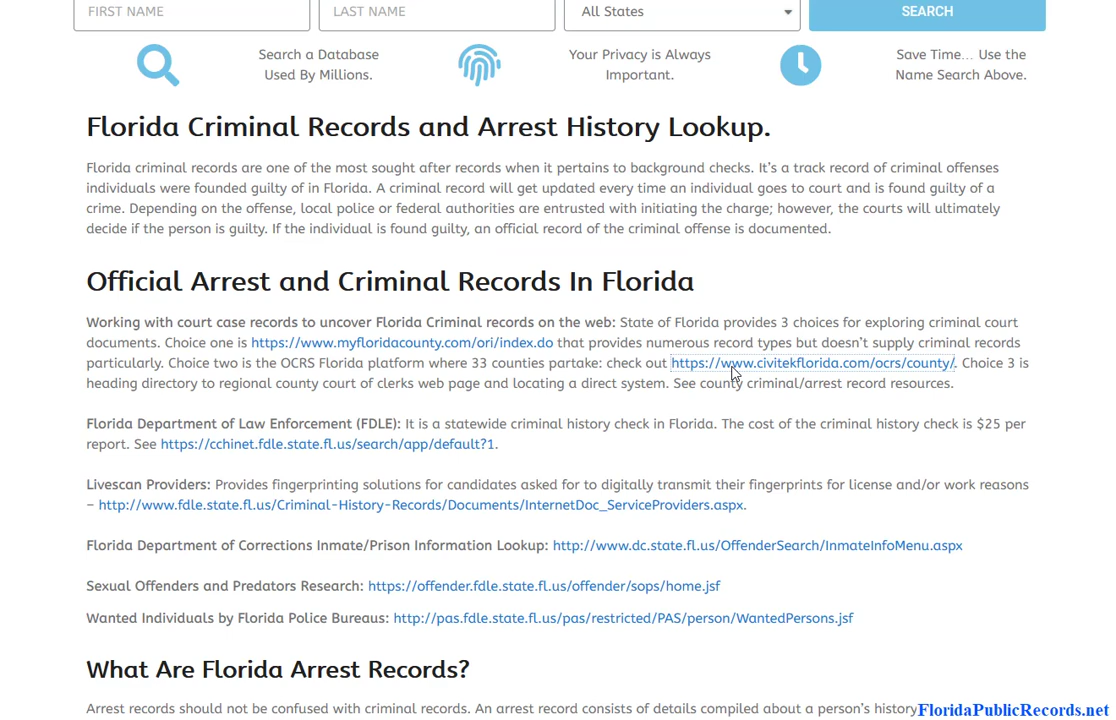 FIRST NAME
LAST NAME
All States
SEARCH
Search a Database
Used By Millions.
Your Privacy is Always
Important.
Save Time... Use the
Name Search Above.
Florida Criminal Records and Arrest History Lookup.
Florida criminal records are one of the most sought after records when it pertains to background checks. It's a track record of criminal offenses
individuals were founded guilty of in Florida. A criminal record will get updated every time an individual goes to court and is found guilty of a
crime. Depending on the offense, local police or federal authorities are entrusted with initiating the charge; however, the courts will ultimately
decide if the person is guilty. If the individual is found guilty, an official record of the criminal offense is documented.
Official Arrest and Criminal Records In Florida
Working with court case records to uncover Florida Criminal records on the web: State of Florida provides 3 choices for exploring criminal court
documents. Choice one is https://www.myfloridacounty.com/ori/index.do that provides numerous record types but doesn't supply criminal records
particularly. Choice two is the OCRS Florida platform where 33 counties partake: check out https://www.civitekflorida.com/ocrs/county/. Choice 3 is
heading directory to regional county court of clerks web page and locating a direct system. See county criminal/arrest record resources.
Florida Department of Law Enforcement (FDLE): It is a statewide criminal history check in Florida. The cost of the criminal history check is $25 per
report. See https://cchinet.fdle.state.fl.us/search/app/default?1.
Livescan Providers: Provides fingerprinting solutions for candidates asked for to digitally transmit their fingerprints for license and/or work reasons
– http://www.fdle.state.fl.us/Criminal-History-Records/Documents/InternetDoc_ServiceProviders.aspx.
Florida Department of Corrections Inmate/Prison Information Lookup: http://www.dc.state.fl.us/OffenderSearch/InmateInfoMenu.aspx
Sexual Offenders and Predators Research: https://offender.fdle.state.fl.us/offender/sops/home.jsf
Wanted Individuals by Florida Police Bureaus: http://pas.fdle.state.fl.us/pas/restricted/PAS/person/WantedPersons.jsf
What Are Florida Arrest Records?
Arrest records should not be confused with criminal records. An arrest record consists of details compiled about a person's history
FloridaPublicRecords.net